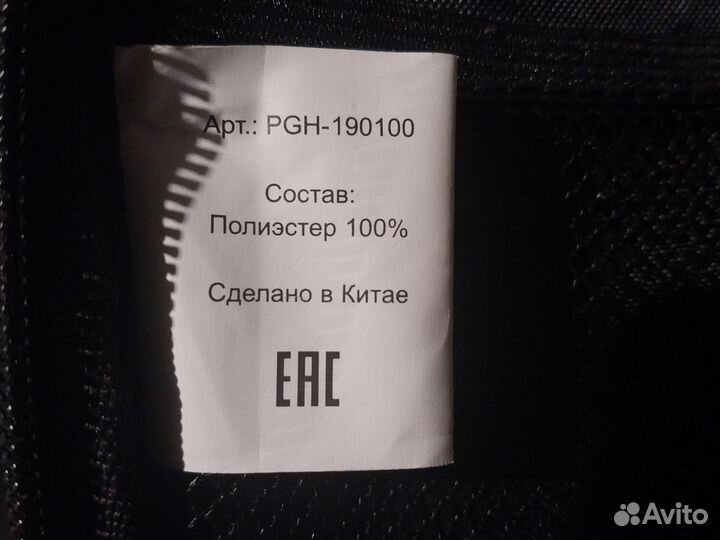 Арт.: PGH-190100
Состав:
Полиэстер 100%
Сделано в Китае
EAC
Avito